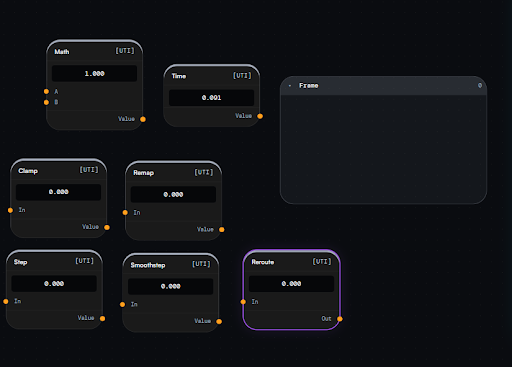 Math [UTI]
1.000
A
B
Value
Time [UTI]
0.091
Value
Frame 0
Clamp [UTI]
0.000
In
Value
Remap [UTI]
0.000
In
Value
Step [UTI]
0.000
In
Value
Smoothstep [UTI]
0.000
In
Value
Reroute [UTI]
0.000
In
Out